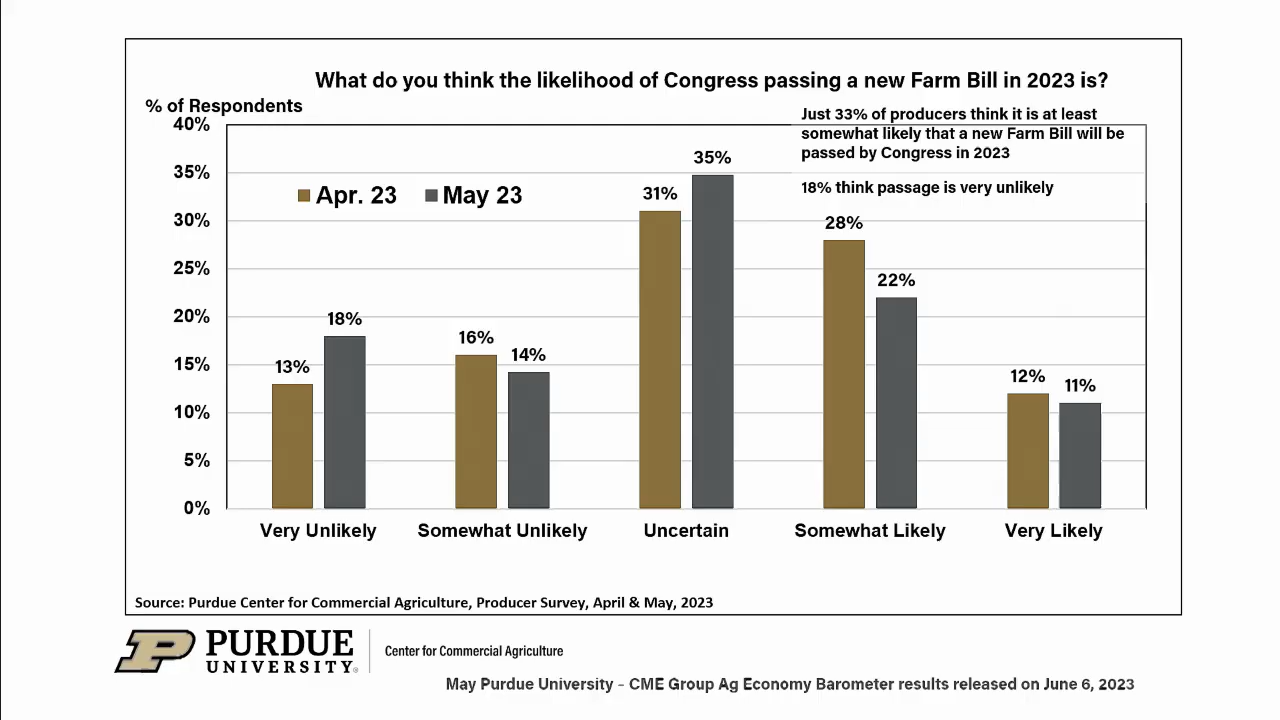 What do you think the likelihood of Congress passing a new Farm Bill in 2023 is?
% of Respondents
Just 33% of producers think it is at least
somewhat likely that a new Farm Bill will be
passed by Congress in 2023
18% think passage is very unlikely
Apr. 23
May 23
40%
35%
30%
25%
20%
15%
10%
5%
0%
13%
18%
16%
14%
31%
35%
28%
22%
12%
11%
Very Unlikely
Somewhat Unlikely
Uncertain
Somewhat Likely
Very Likely
Source: Purdue Center for Commercial Agriculture, Producer Survey, April & May, 2023
P PURDUE
UNIVERSITY®
Center for Commercial Agriculture
May Purdue University – CME Group Ag Economy Barometer results released on June 6, 2023